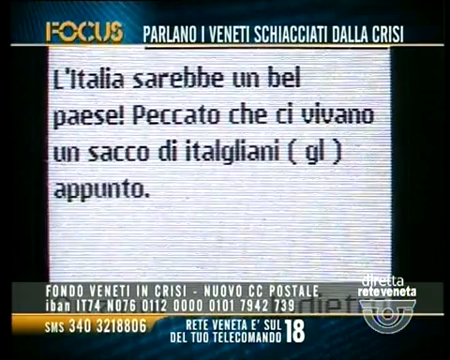 FOCUS
PARLANO I VENETI SCHIACCIATI DALLA CRISI
L'Italia sarebbe un bel
paese! Peccato che ci vivano
un sacco di italgliani ( gl )
appunto.
FONDO VENETI IN CRISI - NUOVO CC POSTALE
iban IT74 N076 0112 0000 0101 7942 739
diretta
reteveneta
SMS 340 3218806
RETE VENETA E' SUL
DEL TUO TELECOMANDO 18